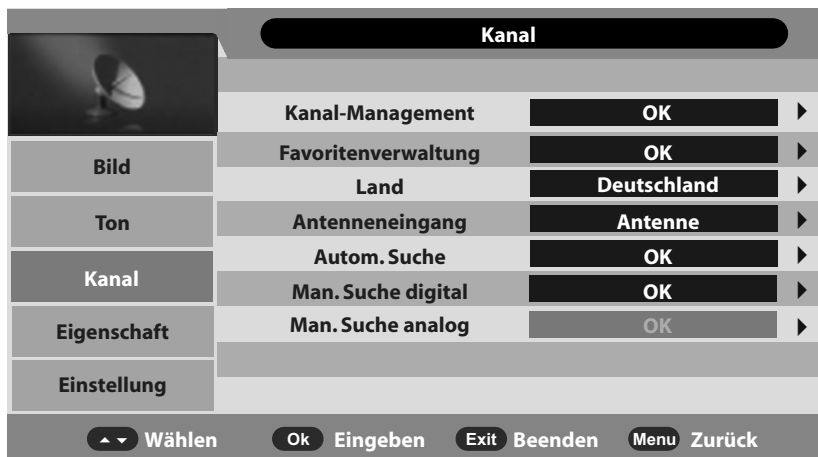 Kanal
Kanal-Management OK
Favoritenverwaltung OK
Land Deutschland
Antenneneingang Antenne
Autom. Suche OK
Man. Suche digital OK
Man. Suche analog OK
Bild
Ton
Kanal
Eigenschaft
Einstellung
Wählen Ok Eingeben Exit Beenden Menu Zurück